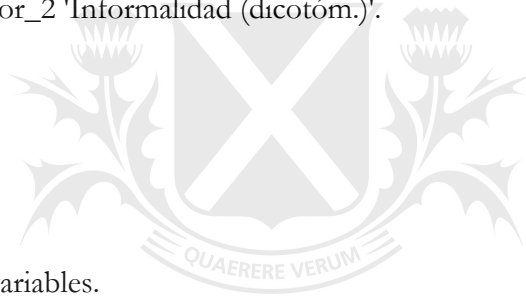 or_2 'Informalidad (dicotóm.)'.
QUAERERE VERUM
ariables.